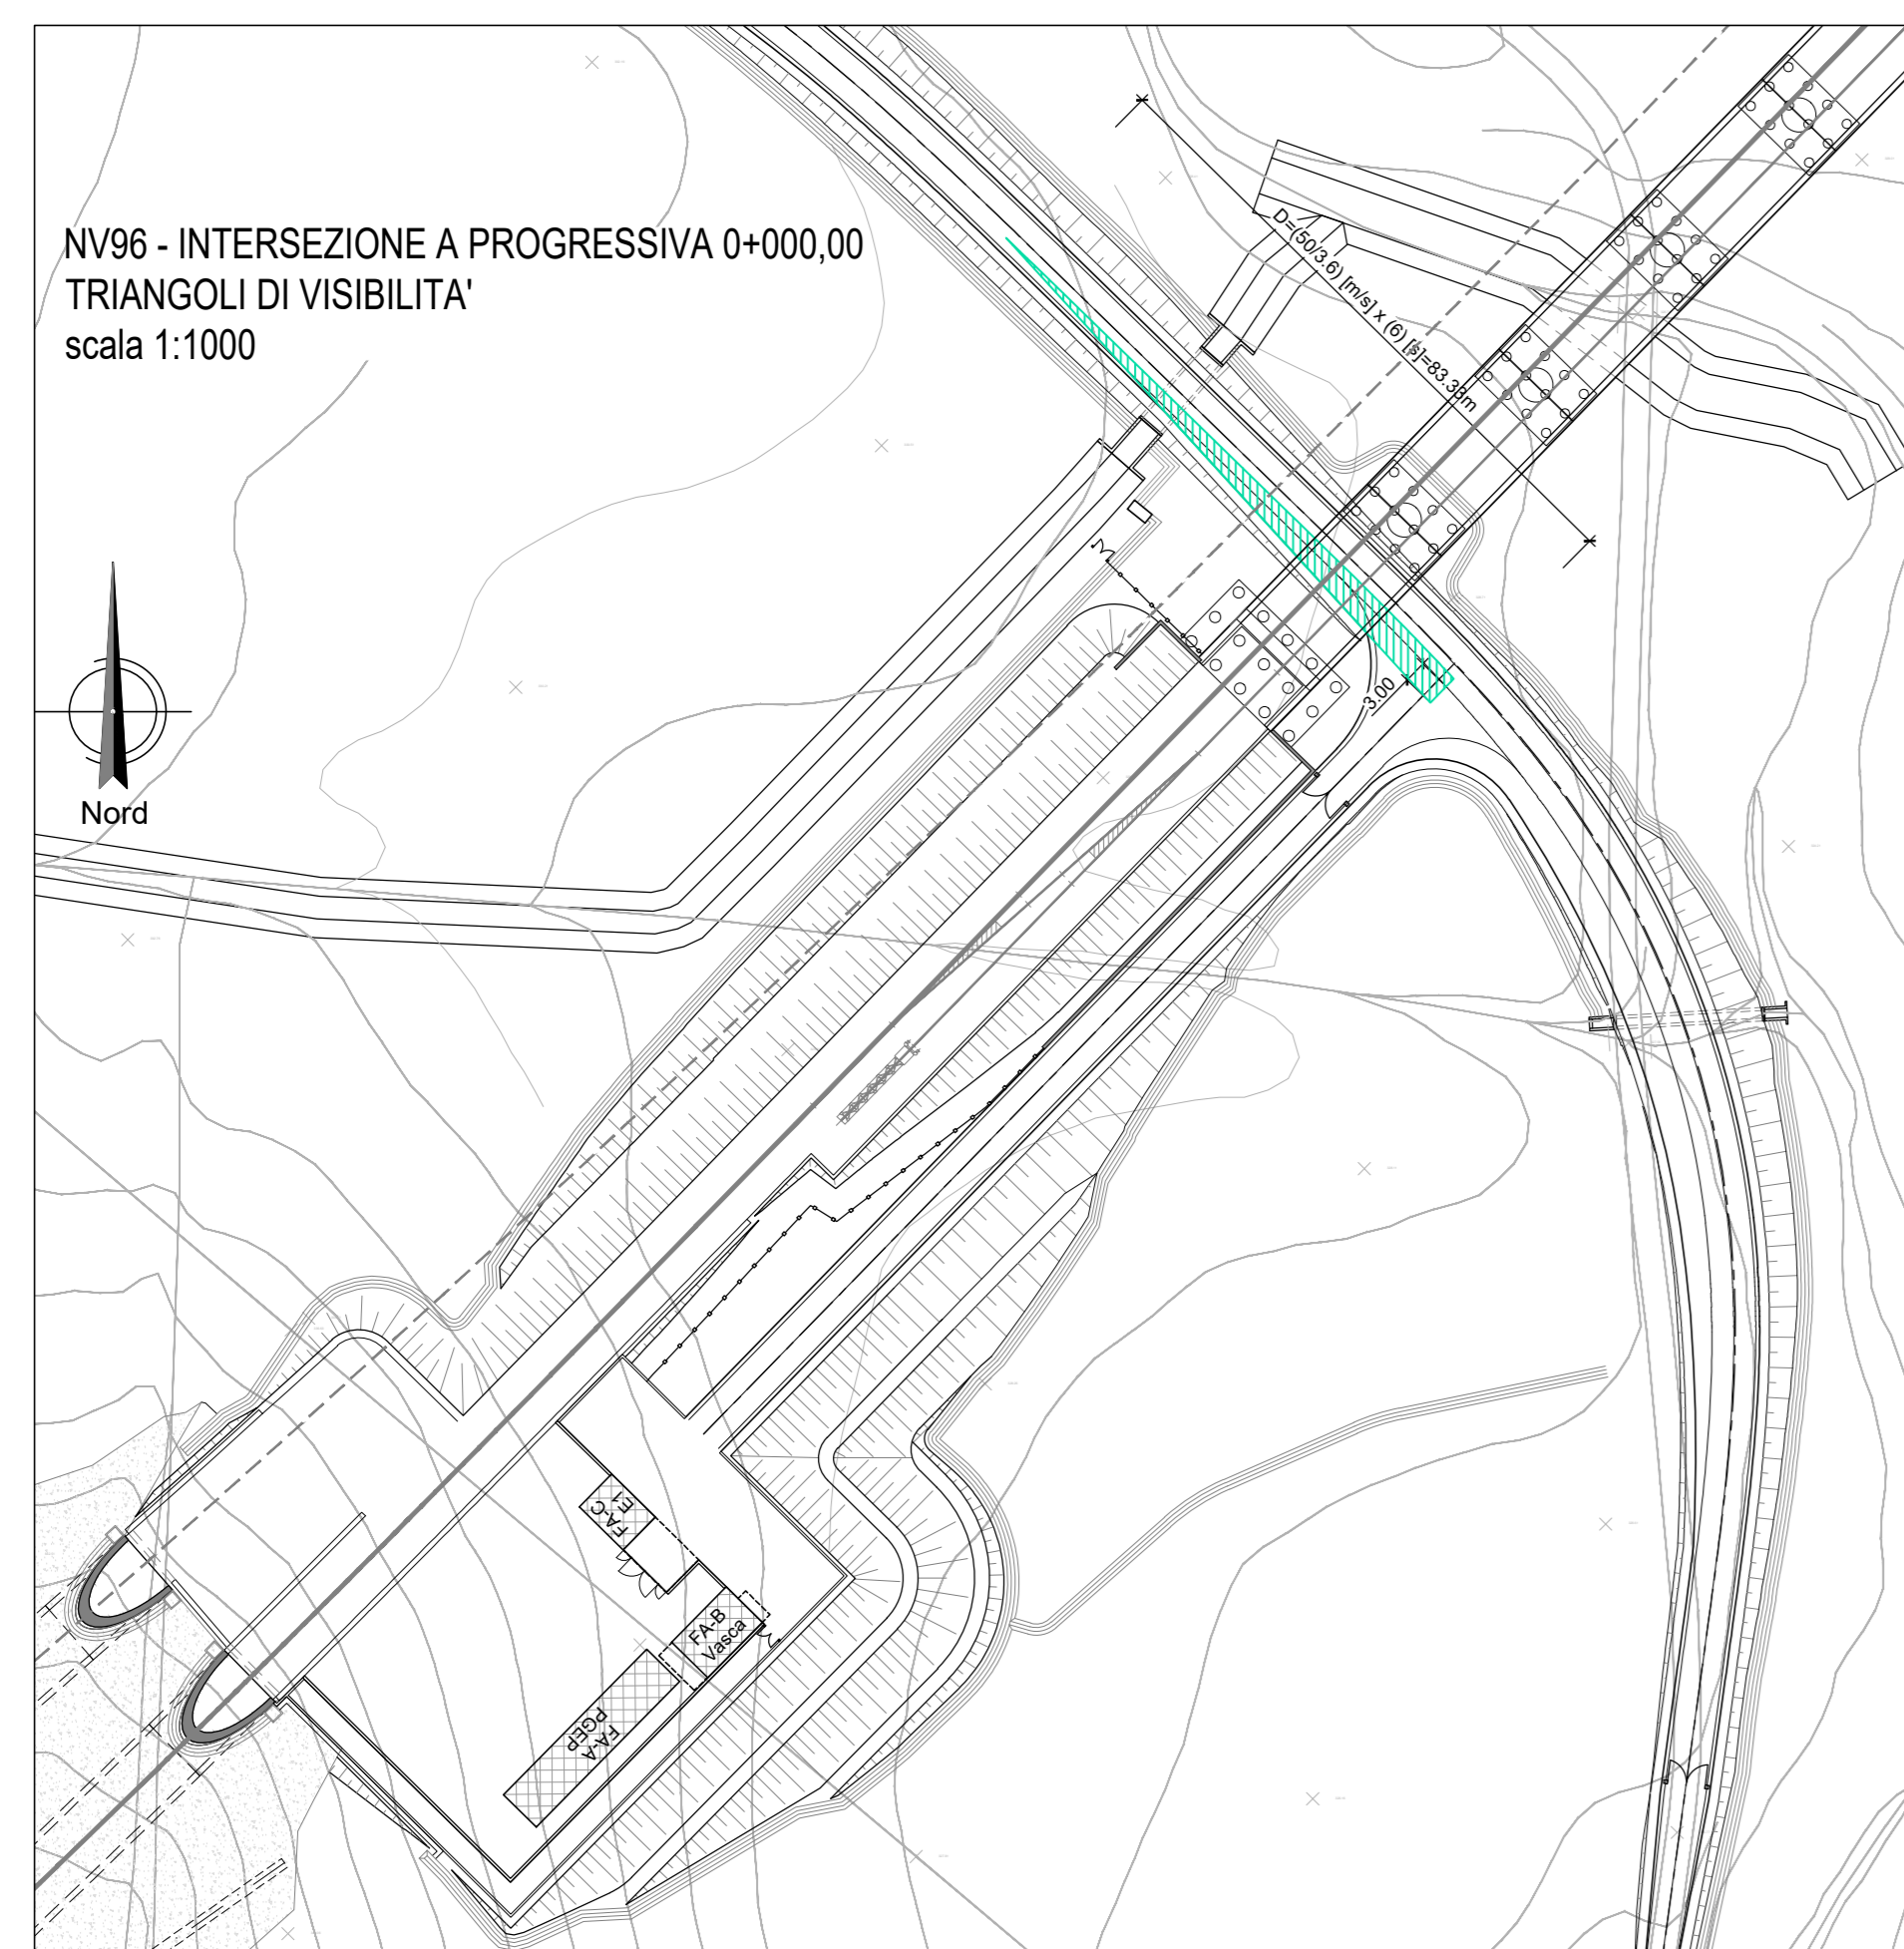 NV96 - INTERSEZIONE A PROGRESSIVA 0+000,00
TRIANGOLI DI VISIBILITA'
scala 1:1000
D=(50/3.6) [m/s] x (6) [s]=83.33m
3.00
Nord
FA-C
E1
FA-B
Vasca
FA-A
PGEP